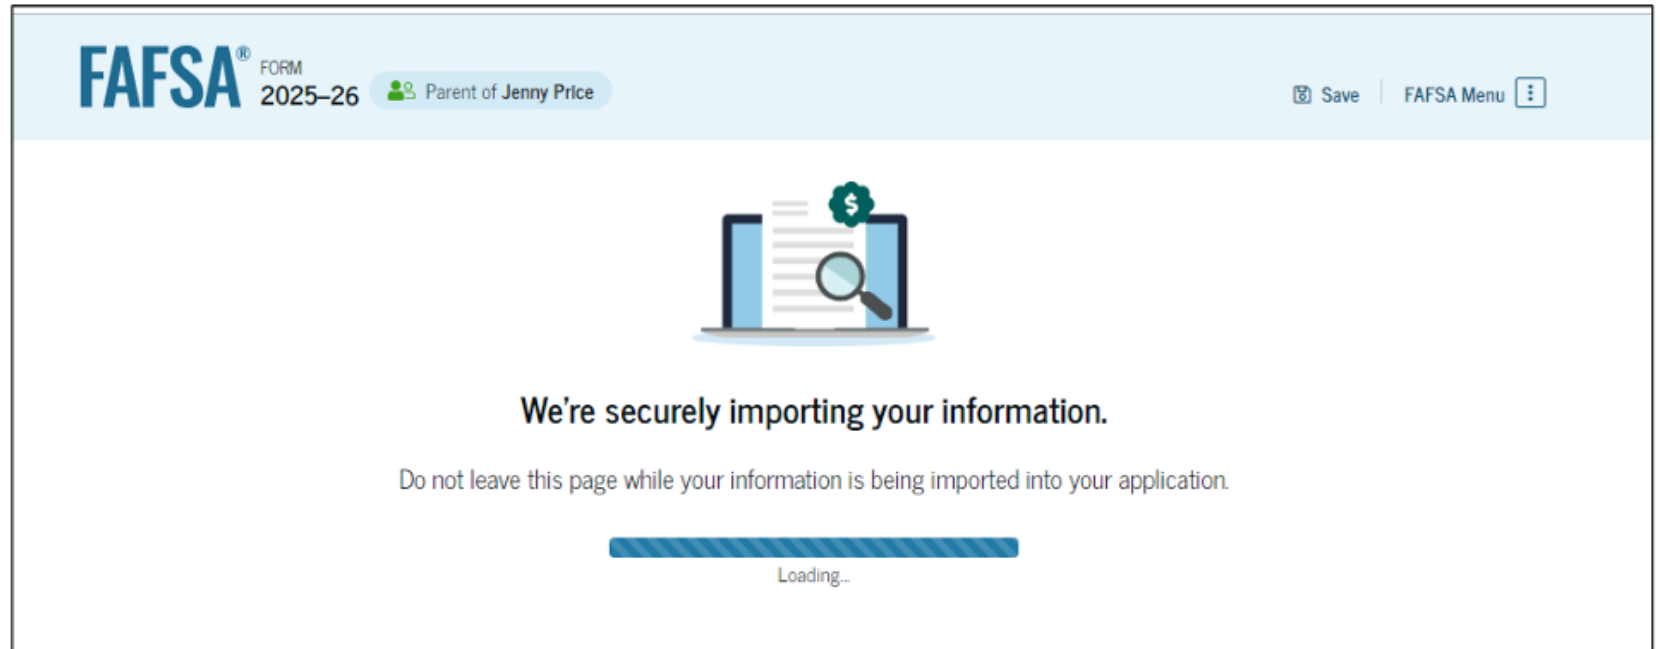 FAFSA® FORM
2025–26
Parent of Jenny Price
Save
FAFSA Menu
$
We're securely importing your information.
Do not leave this page while your information is being imported into your application.
Loading...